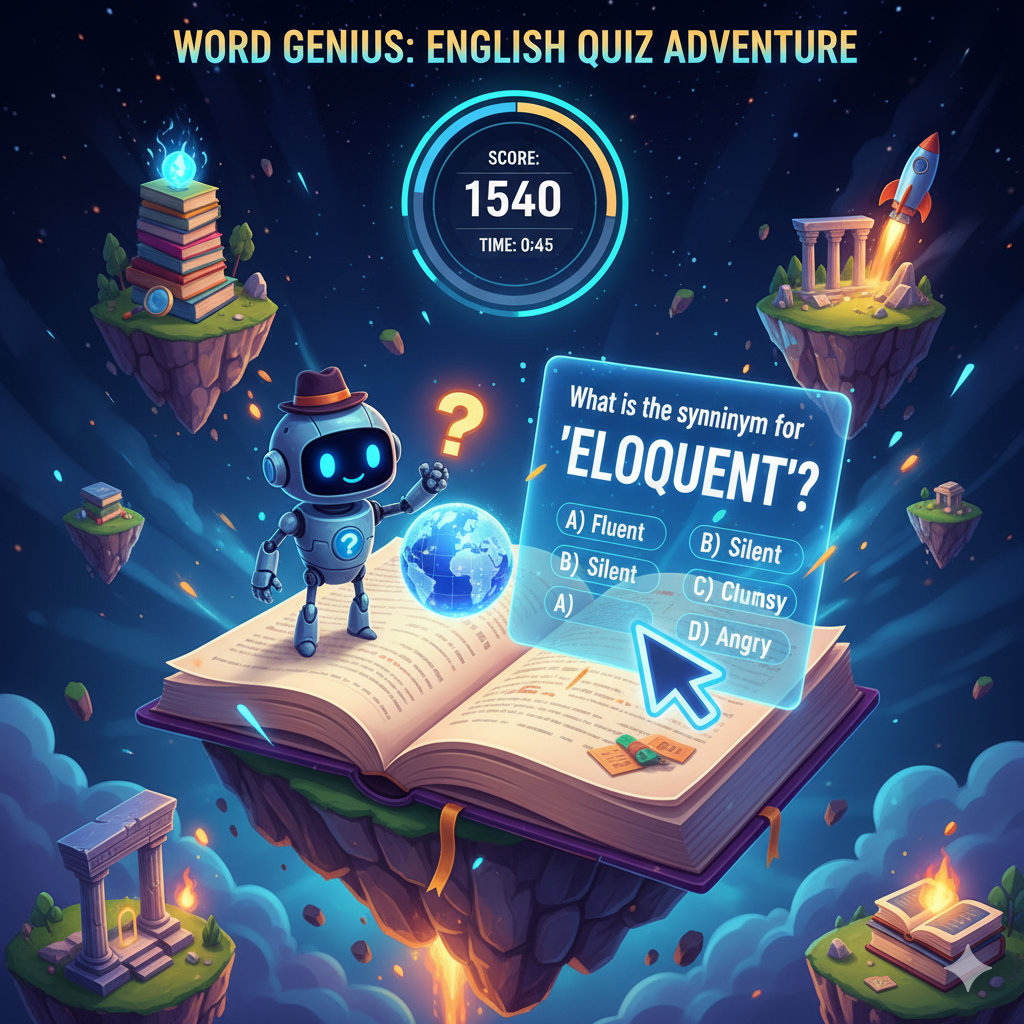 WORD GENIUS: ENGLISH QUIZ ADVENTURE
SCORE:
1540
TIME: 0:45
?
What is the synninym for
'ELOQUENT'?
A) Fluent
B) Silent
B) Silent
C) Clumsy
A)
D) Angry
?